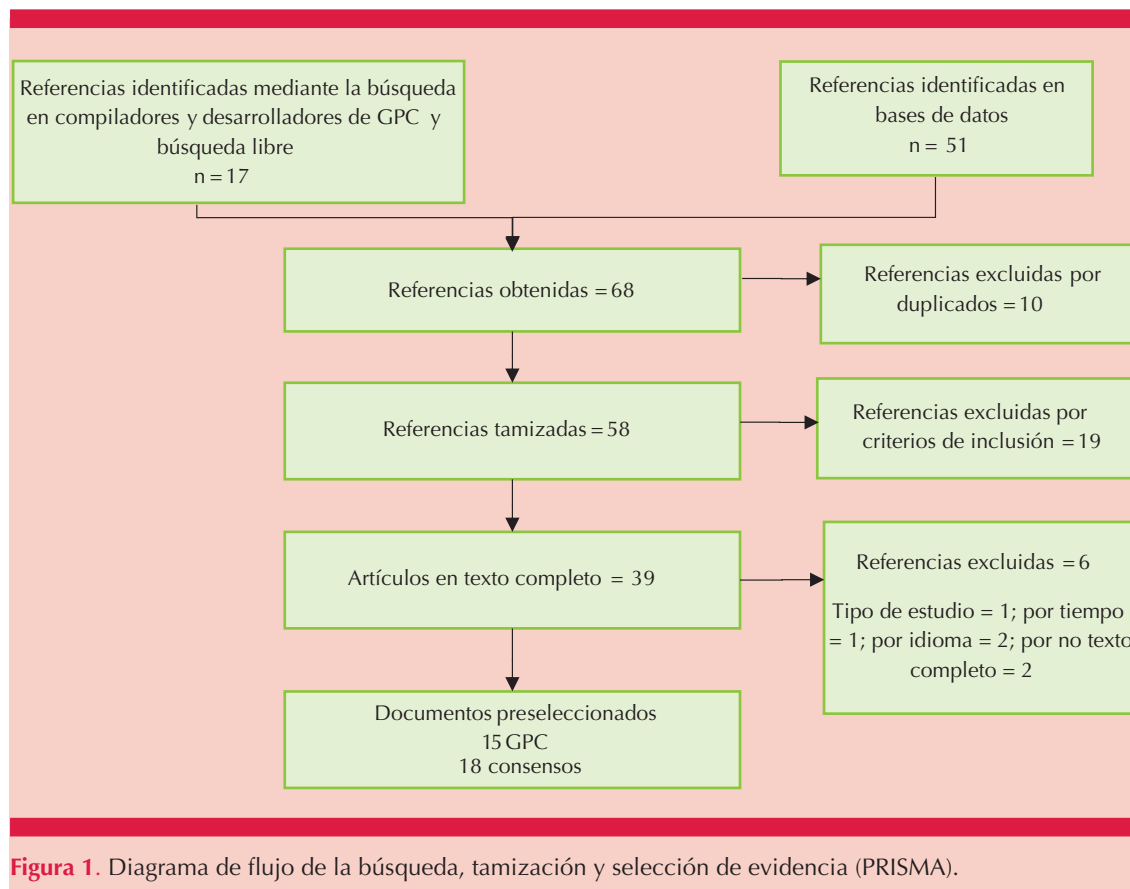 Referencias identificadas mediante la búsqueda
en compiladores y desarrolladores de GPC y
búsqueda libre
n = 17
Referencias identificadas en
bases de datos
n = 51
Referencias obtenidas = 68
Referencias excluidas por
duplicados = 10
Referencias tamizadas = 58
Referencias excluidas por
criterios de inclusión = 19
Artículos en texto completo = 39
Referencias excluidas = 6
Tipo de estudio = 1; por tiempo
= 1; por idioma = 2; por no texto
completo = 2
Documentos preseleccionados
15 GPC
18 consensos
Figura 1. Diagrama de flujo de la búsqueda, tamización y selección de evidencia (PRISMA).